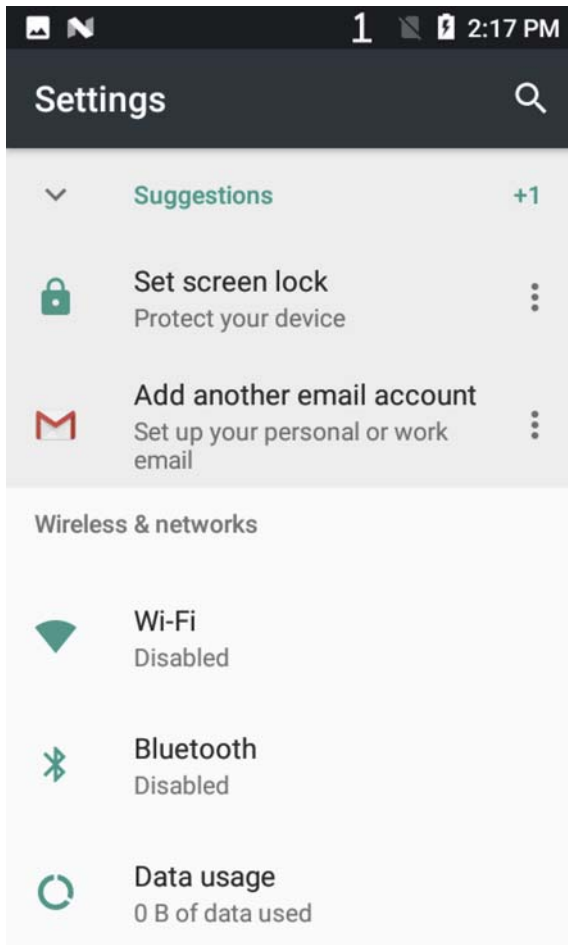 1 2:17 PM
Settings
Suggestions +1
Set screen lock
Protect your device
Add another email account
Set up your personal or work
email
Wireless & networks
Wi-Fi
Disabled
Bluetooth
Disabled
Data usage
0 B of data used